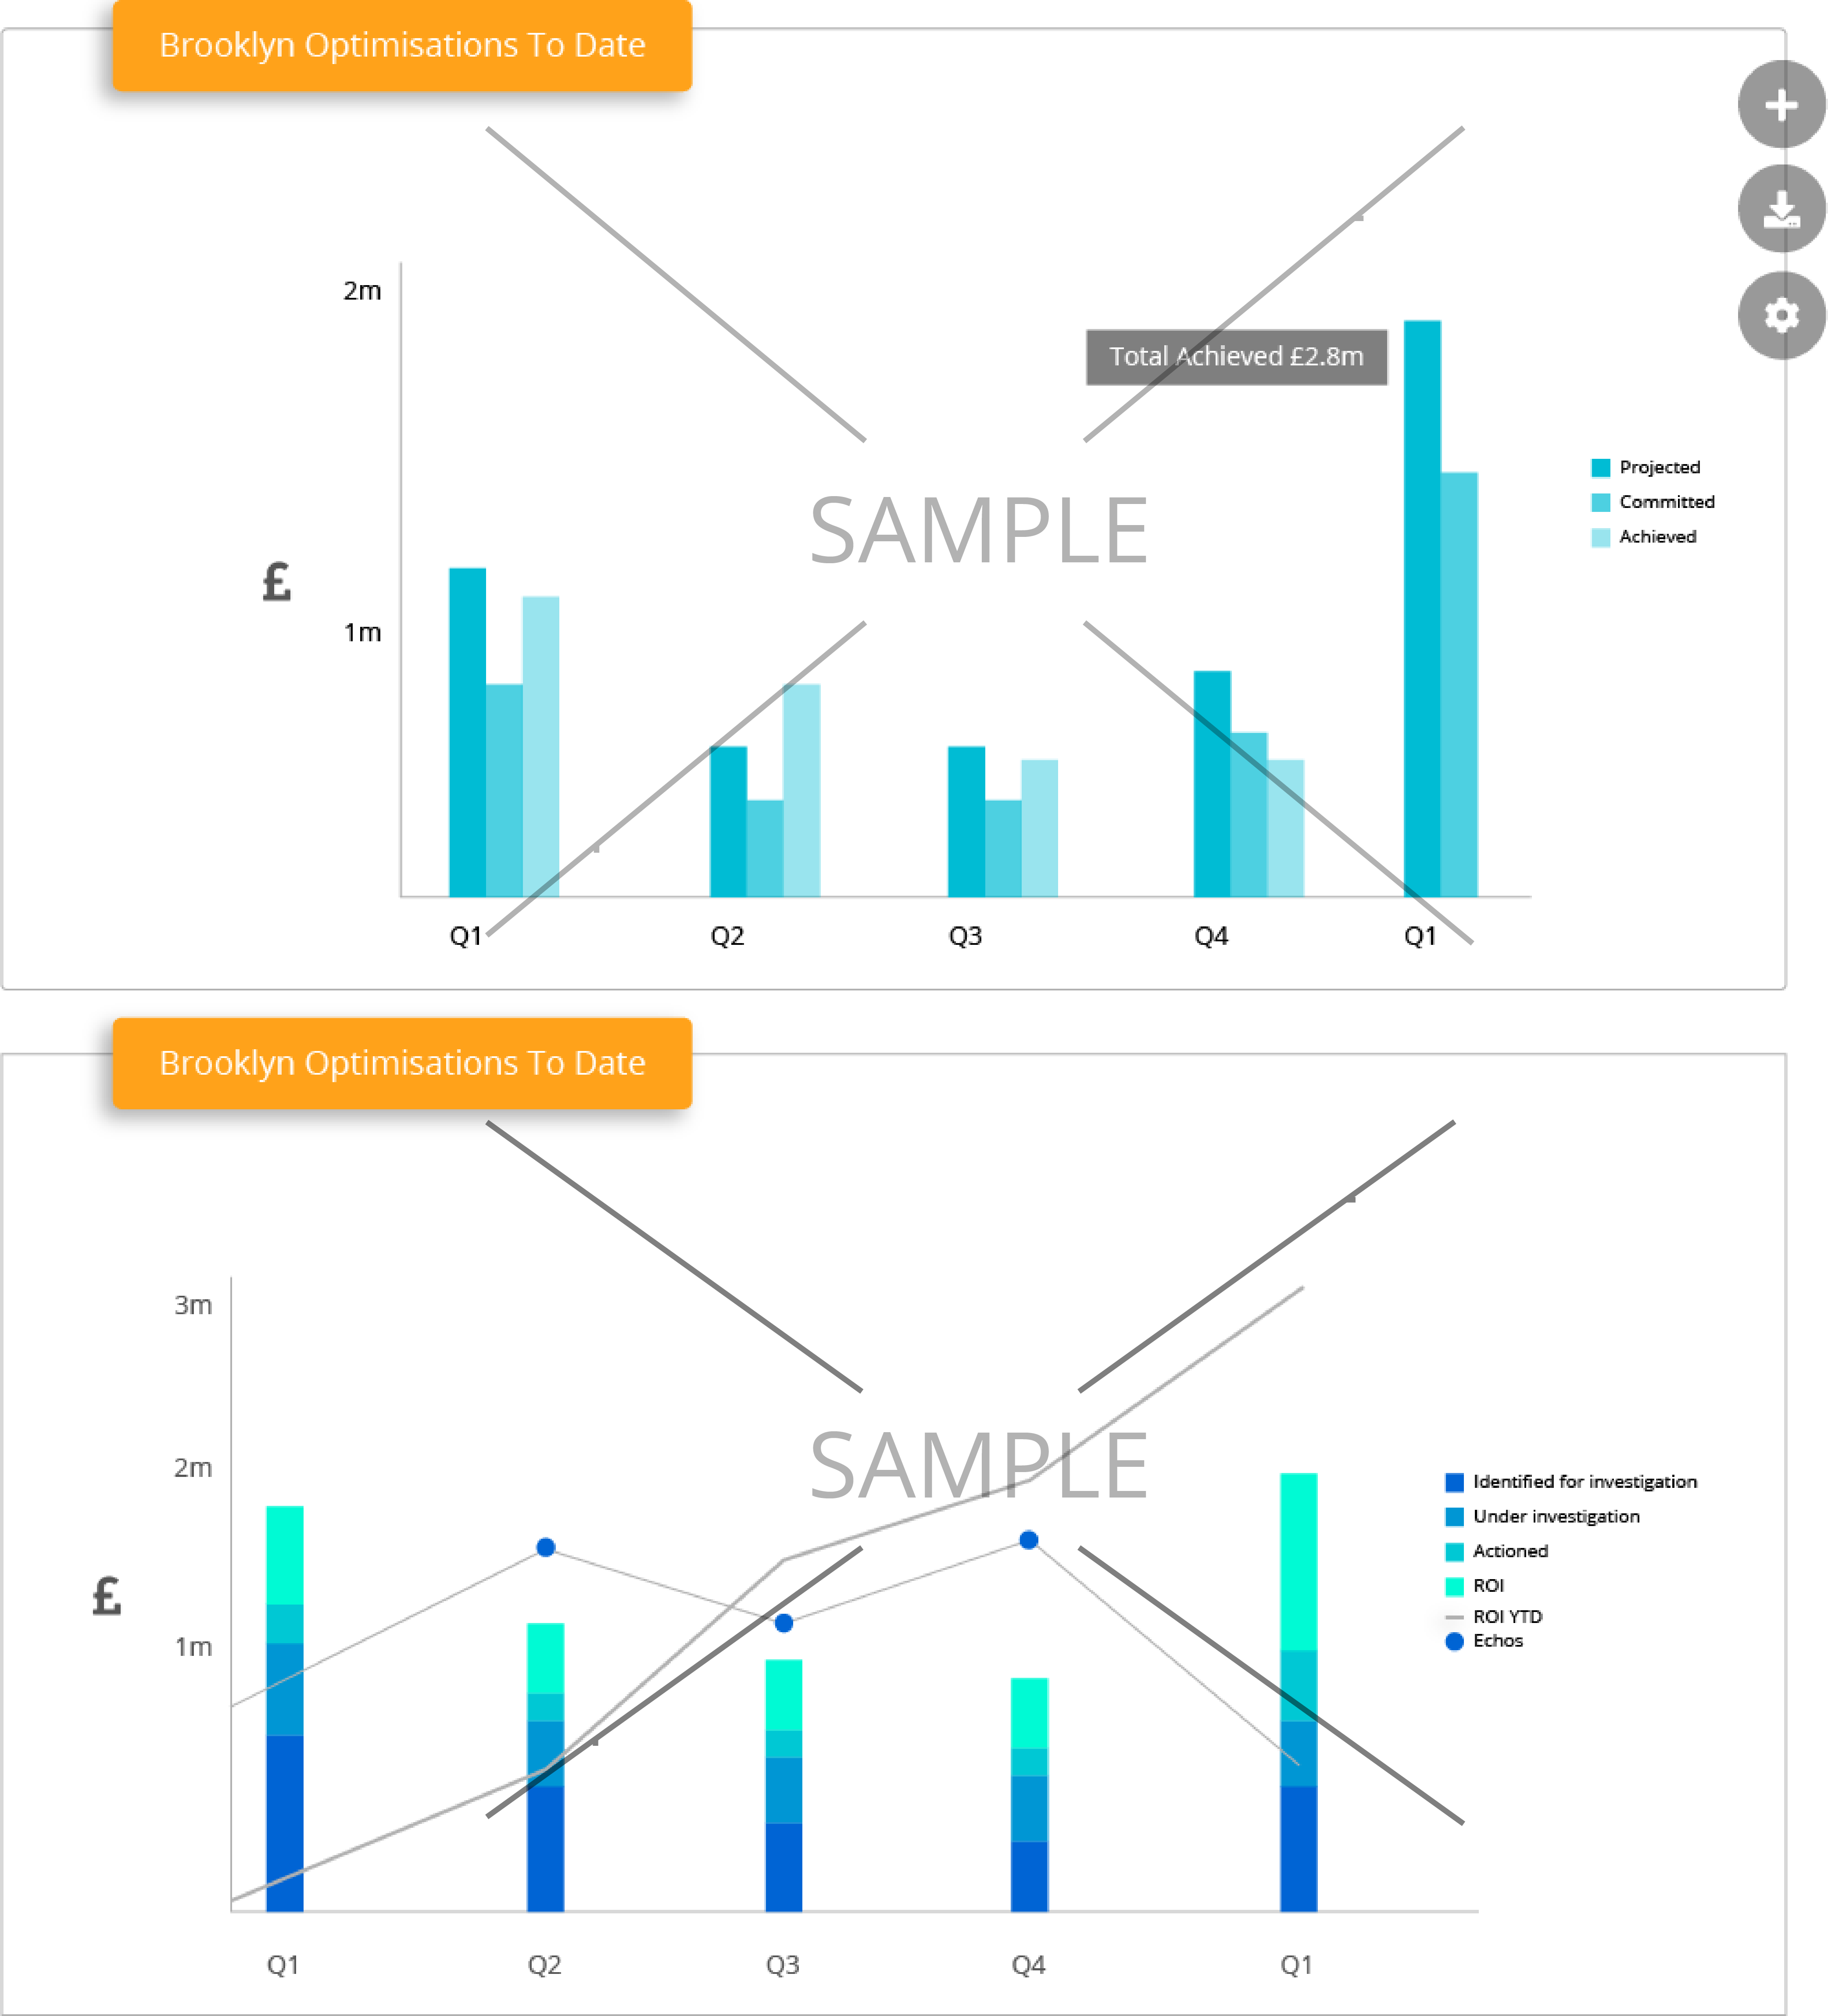 Brooklyn Optimisations To Date
2m
Total Achieved £2.8m
Projected
Committed
Achieved
SAMPLE
£
1m
Q1 Q2 Q3 Q4 Q1
Brooklyn Optimisations To Date
3m
2m
SAMPLE
Identified for investigation
Under investigation
Actioned
ROI
ROI YTD
Echos
£
1m
Q1 Q2 Q3 Q4 Q1